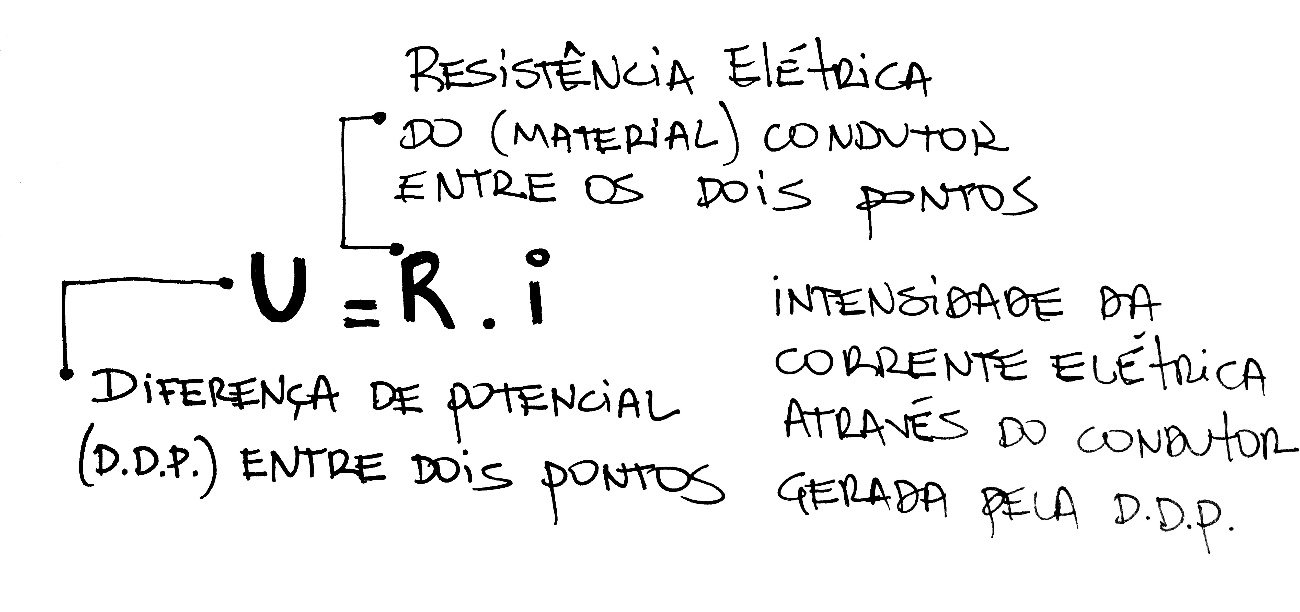 RESISTÊNCIA ELÉTRICA
DO (MATERIAL) CONDUTOR
ENTRE OS DOIS PONTOS
U = R . i
DIFERENÇA DE POTENCIAL
(D.D.P.) ENTRE DOIS PONTOS
INTENSIDADE DA
CORRENTE ELÉTRICA
ATRAVÉS DO CONDUTOR
GERADA PELA D.D.P.